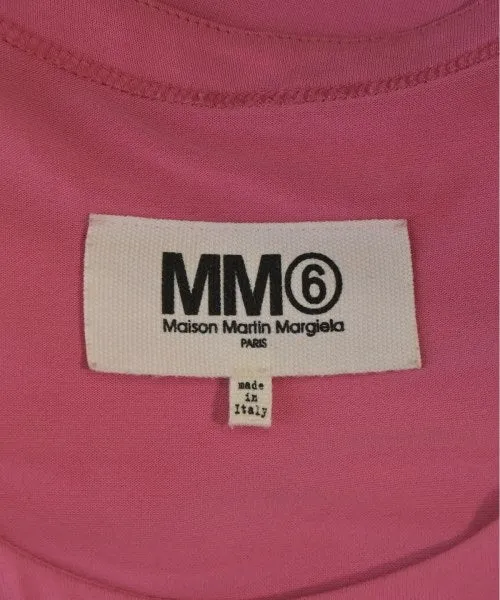 MM⑥
Maison Martin Margiela
PARIS
made
in
Italy